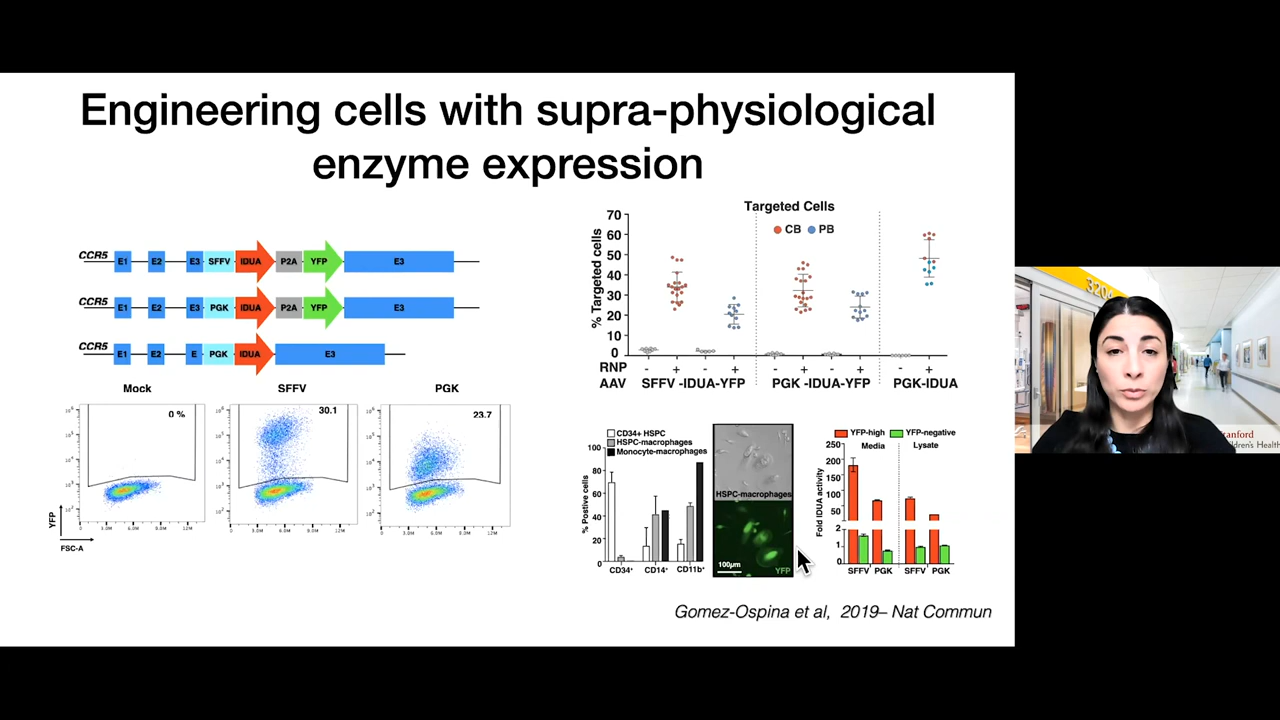 Engineering cells with supra-physiological
enzyme expression
CCR5 E1 E2 E3 SFFV IDUA P2A YFP E3
CCR5 E1 E2 E3 PGK IDUA P2A YFP E3
CCR5 E1 E2 E PGK IDUA E3
Mock SFFV PGK
0 % 30.1 23.7
YFP
FSC-A
Targeted Cells
CB PB
% Targeted cells
70
60
50
40
30
20
10
0
RNP - + - + - + - + - +
AAV SFFV -IDUA-YFP PGK -IDUA-YFP PGK-IDUA
CD34+ HSPC
HSPC-macrophages
Monocyte-macrophages
% Postive cells
100
80
60
40
20
0
CD34+ CD14+ CD11b+
HSPC-macrophages
100µm
YFP
YFP-high YFP-negative
Media Lysate
Fold IDUA activity
250
200
150
100
50
2
1
0
SFFV PGK SFFV PGK
Gomez-Ospina et al, 2019– Nat Commun
320